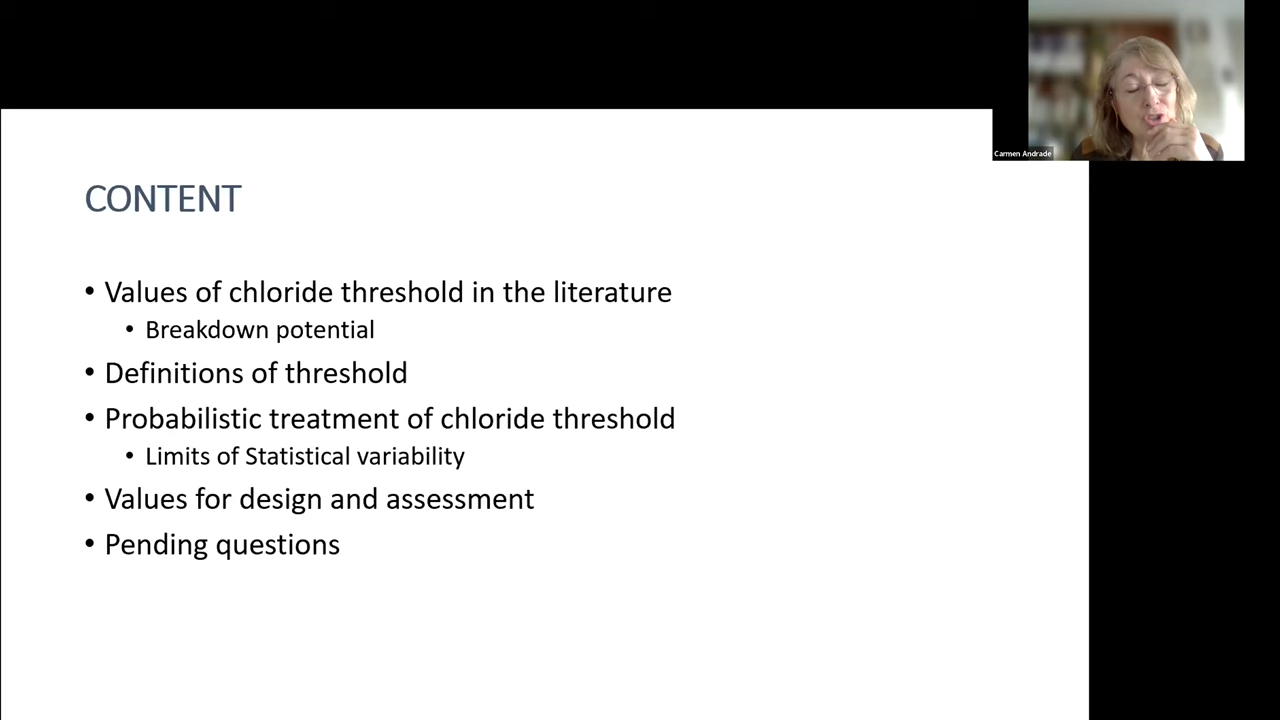 Carmen Andrade
CONTENT
• Values of chloride threshold in the literature
• Breakdown potential
• Definitions of threshold
• Probabilistic treatment of chloride threshold
• Limits of Statistical variability
• Values for design and assessment
• Pending questions